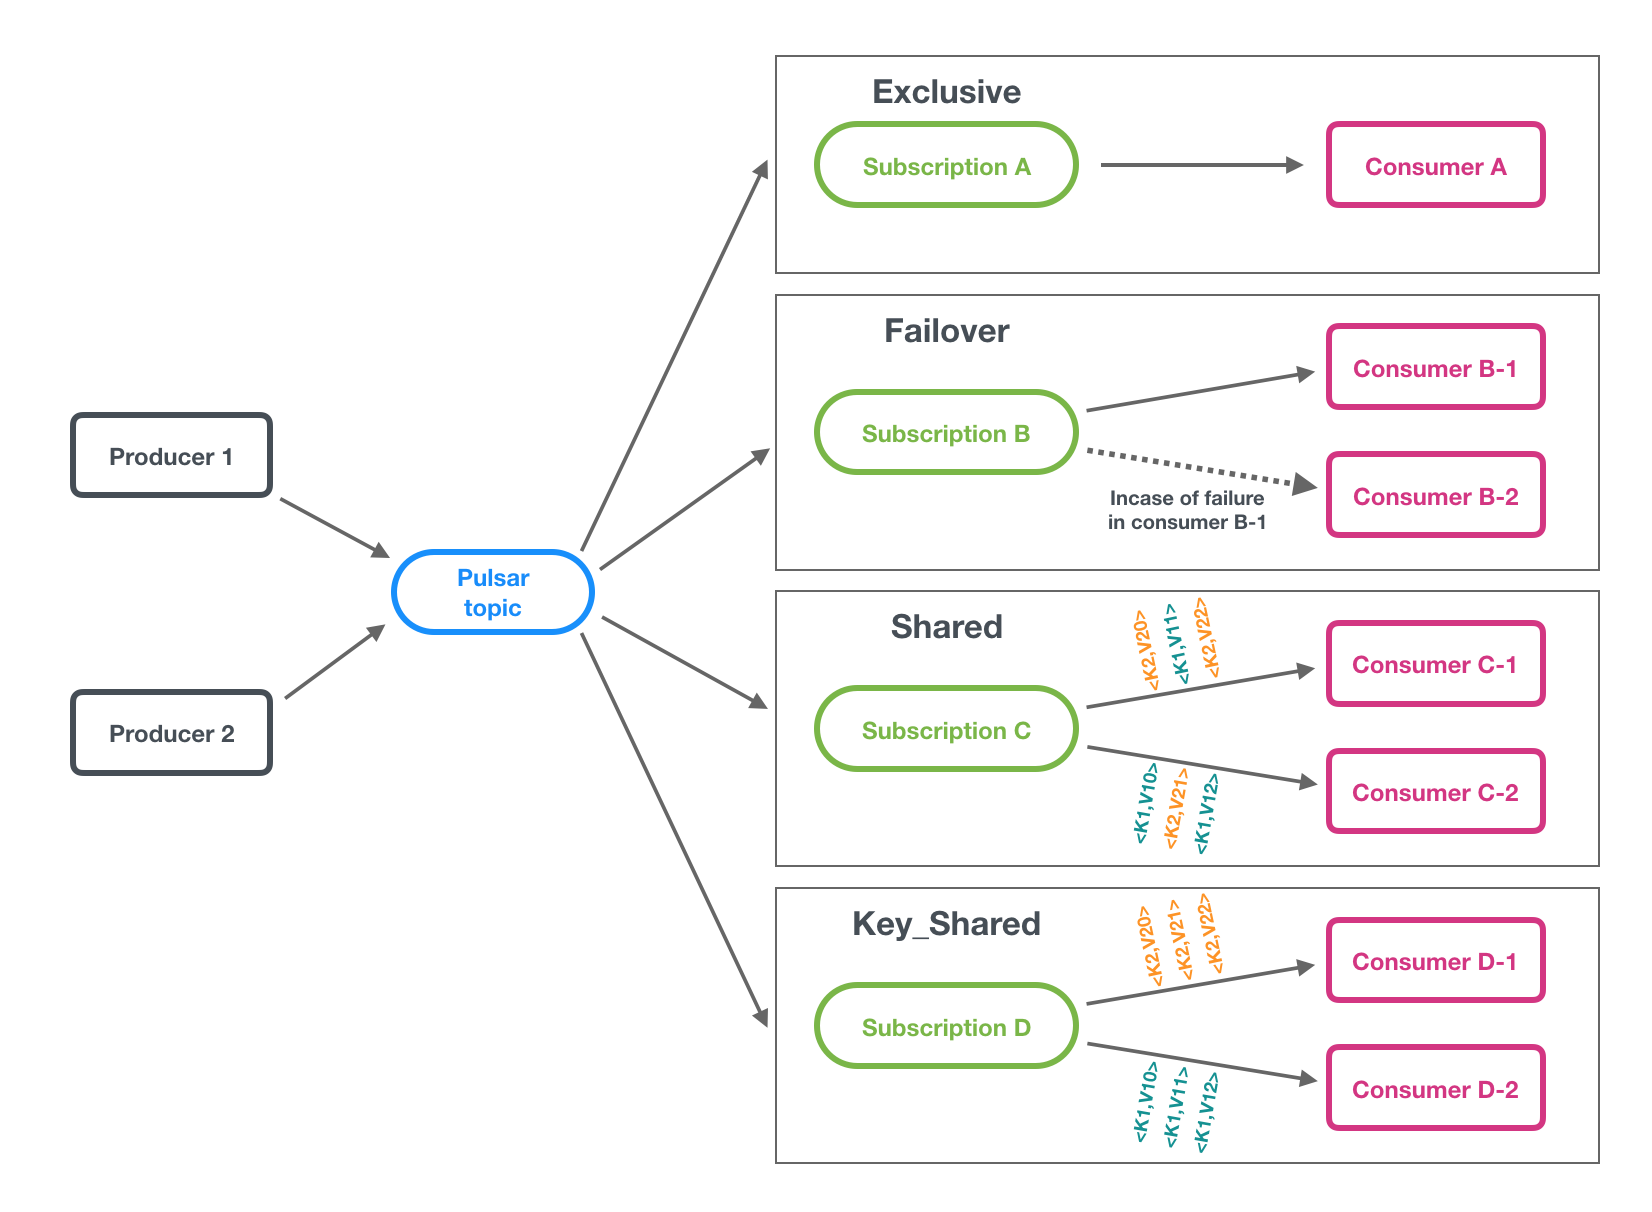 Producer 1
Producer 2
Pulsar
topic
Exclusive
Subscription A
Consumer A
Failover
Subscription B
Consumer B-1
Incase of failure
in consumer B-1
Consumer B-2
Shared
<K2,V20>
<K1,V11>
<K2,V22>
Subscription C
Consumer C-1
<K1,V10>
<K2,V21>
<K1,V12>
Consumer C-2
Key_Shared
<K2,V20>
<K2,V21>
<K2,V22>
Subscription D
Consumer D-1
<K1,V10>
<K1,V11>
<K1,V12>
Consumer D-2